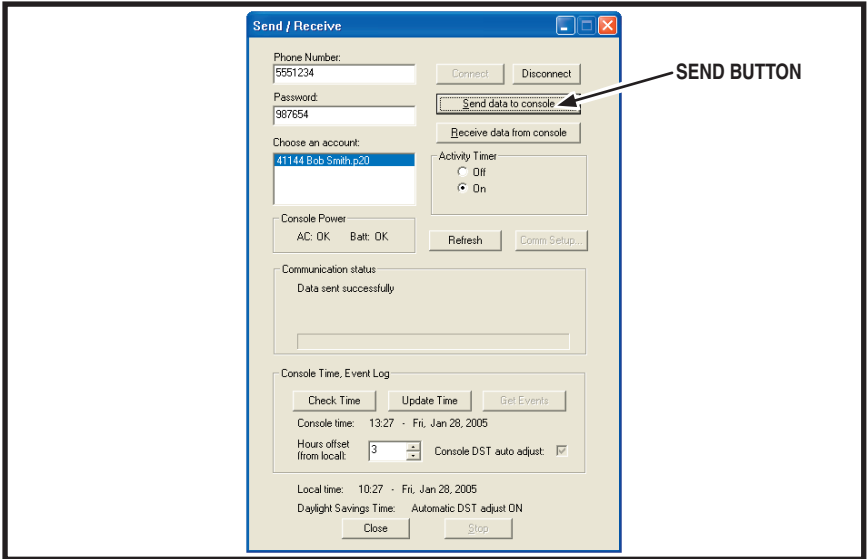 Send / Receive
Phone Number:
5551234
Connect
Disconnect
SEND BUTTON
Password:
987654
Send data to console
Receive data from console
Choose an account:
41144 Bob Smith.p20
Activity Timer
Off
On
Console Power
AC: OK Batt: OK
Refresh
Comm Setup...
Communication status
Data sent successfully
Console Time, Event Log
Check Time
Update Time
Get Events
Console time: 13:27 - Fri, Jan 28, 2005
Hours offset
(from local):
3
Console DST auto adjust:
Local time: 10:27 - Fri, Jan 28, 2005
Daylight Savings Time: Automatic DST adjust ON
Close
Stop